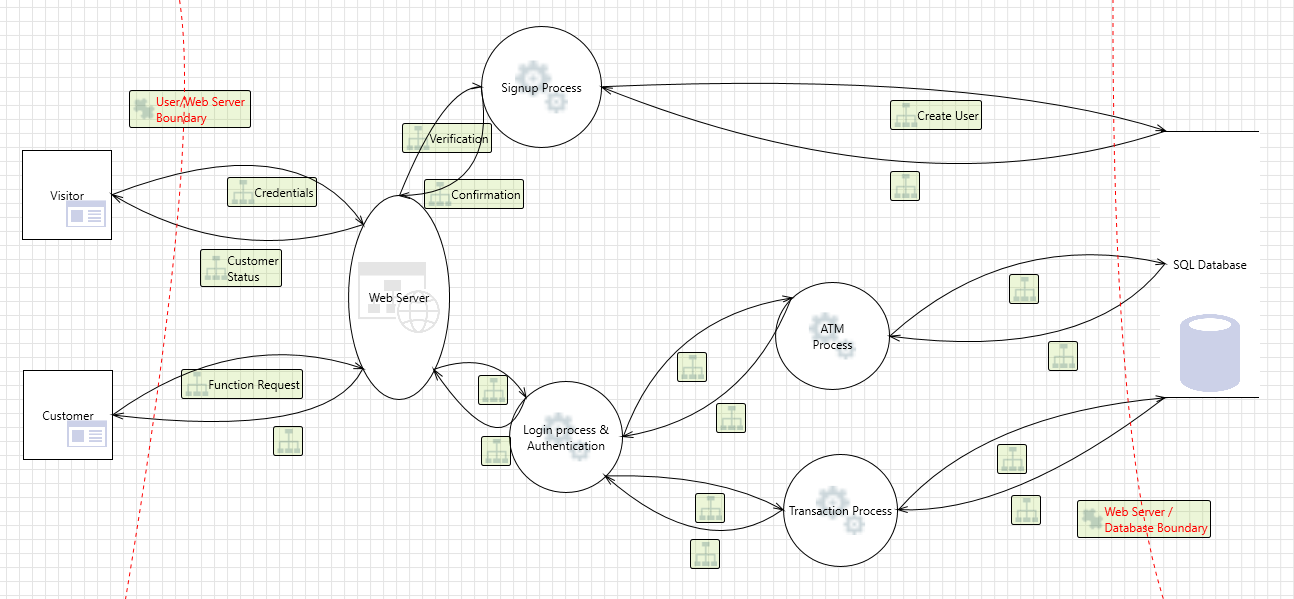 Signup Process
User/Web Server
Boundary
Create User
Verification
Visitor
Credentials
Confirmation
Customer
Status
SQL Database
Web Server
ATM
Process
Function Request
Customer
Login process &
Authentication
Transaction Process
Web Server /
Database Boundary